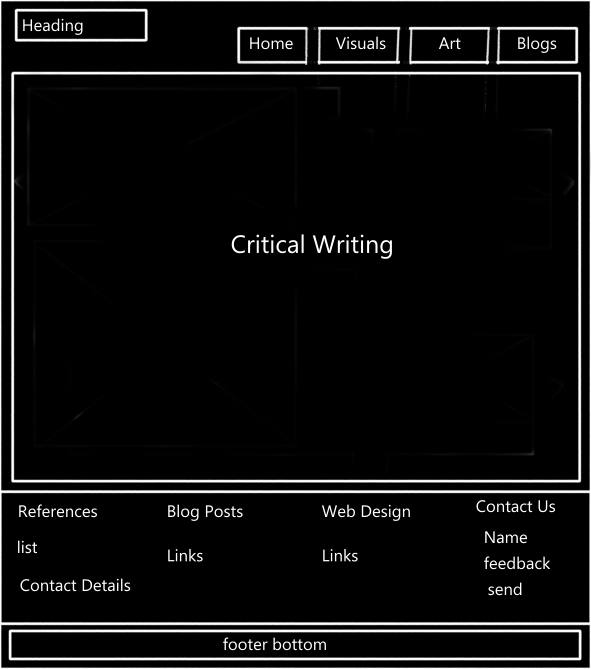 Heading
Home
Visuals
Art
Blogs
Critical Writing
References
list
Contact Details
Blog Posts
Links
Web Design
Links
Contact Us
Name
feedback
send
footer bottom